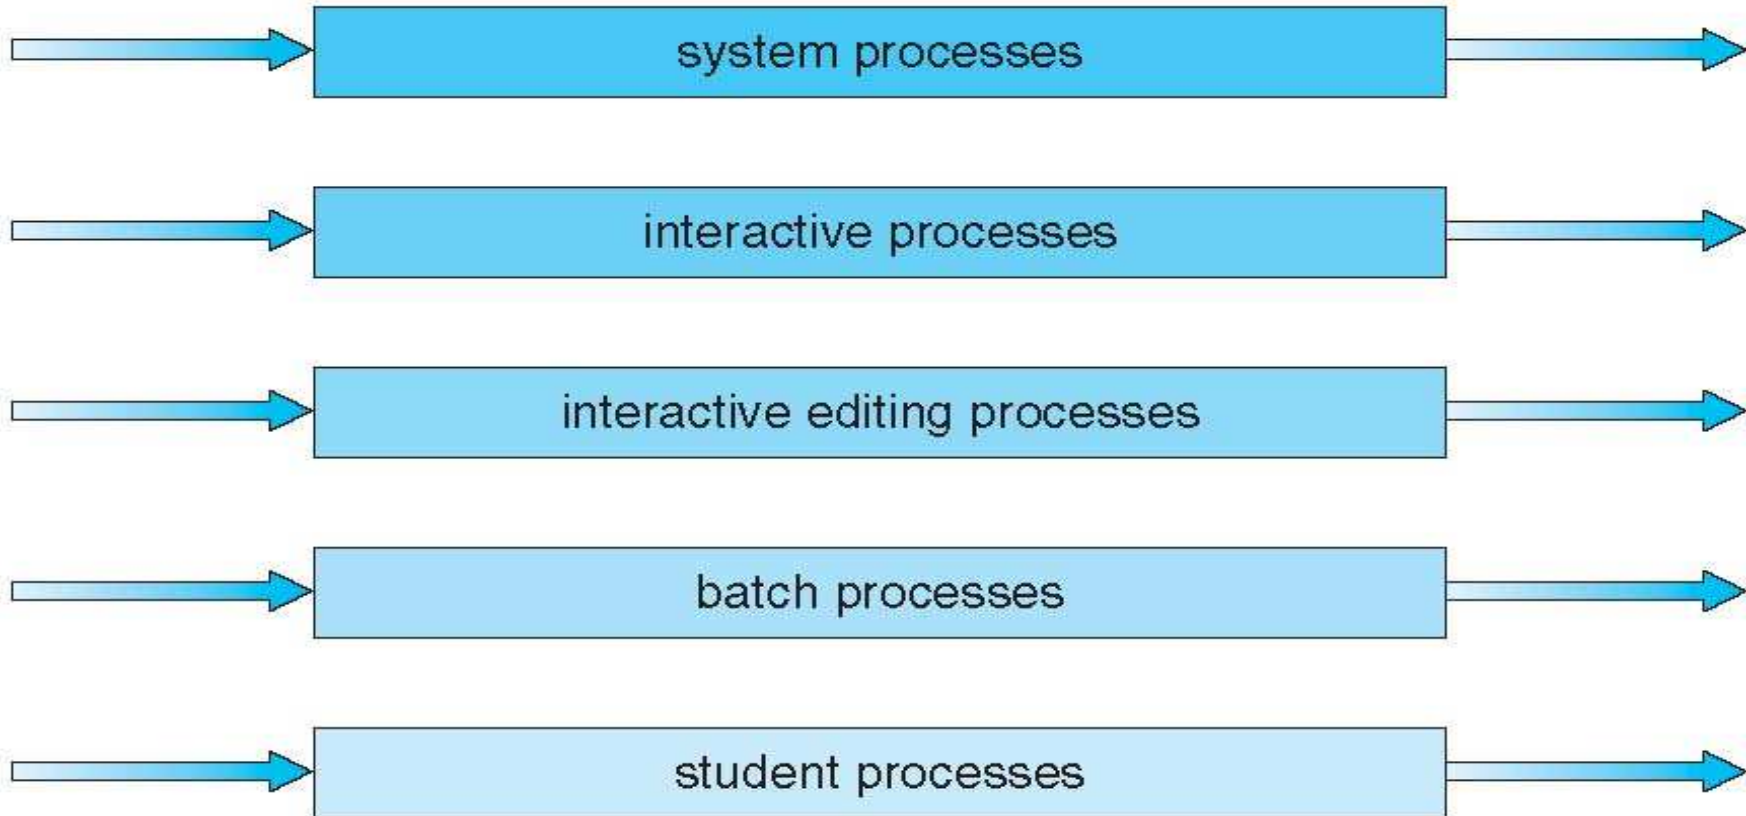 system processes
interactive processes
interactive editing processes
batch processes
student processes